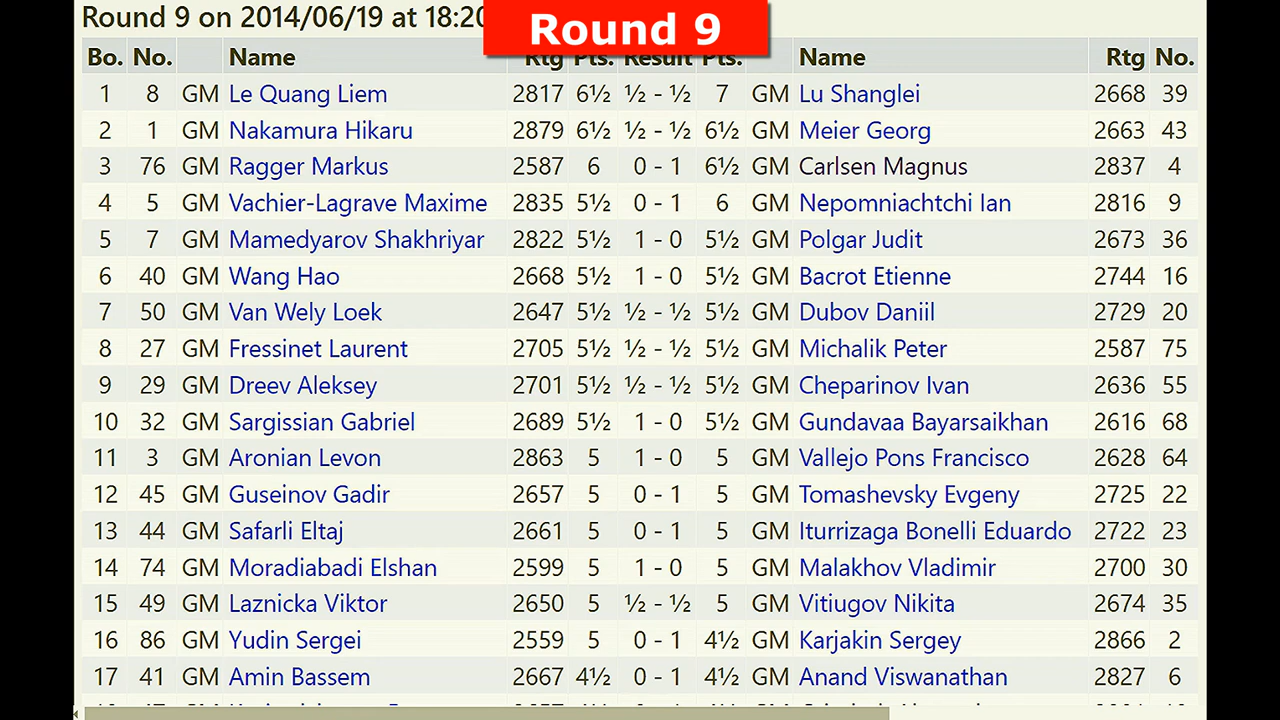 Round 9 on 2014/06/19 at 18:20
Round 9
Bo. No. Name Rtg Pts. Result Pts. Name Rtg No.
1 8 GM Le Quang Liem 2817 6½ ½ - ½ 7 GM Lu Shanglei 2668 39
2 1 GM Nakamura Hikaru 2879 6½ ½ - ½ 6½ GM Meier Georg 2663 43
3 76 GM Ragger Markus 2587 6 0 - 1 6½ GM Carlsen Magnus 2837 4
4 5 GM Vachier-Lagrave Maxime 2835 5½ 0 - 1 6 GM Nepomniachtchi Ian 2816 9
5 7 GM Mamedyarov Shakhriyar 2822 5½ 1 - 0 5½ GM Polgar Judit 2673 36
6 40 GM Wang Hao 2668 5½ 1 - 0 5½ GM Bacrot Etienne 2744 16
7 50 GM Van Wely Loek 2647 5½ ½ - ½ 5½ GM Dubov Daniil 2729 20
8 27 GM Fressinet Laurent 2705 5½ ½ - ½ 5½ GM Michalik Peter 2587 75
9 29 GM Dreev Aleksey 2701 5½ ½ - ½ 5½ GM Cheparinov Ivan 2636 55
10 32 GM Sargissian Gabriel 2689 5½ 1 - 0 5½ GM Gundavaa Bayarsaikhan 2616 68
11 3 GM Aronian Levon 2863 5 1 - 0 5 GM Vallejo Pons Francisco 2628 64
12 45 GM Guseinov Gadir 2657 5 0 - 1 5 GM Tomashevsky Evgeny 2725 22
13 44 GM Safarli Eltaj 2661 5 0 - 1 5 GM Iturrizaga Bonelli Eduardo 2722 23
14 74 GM Moradiabadi Elshan 2599 5 1 - 0 5 GM Malakhov Vladimir 2700 30
15 49 GM Laznicka Viktor 2650 5 ½ - ½ 5 GM Vitiugov Nikita 2674 35
16 86 GM Yudin Sergei 2559 5 0 - 1 4½ GM Karjakin Sergey 2866 2
17 41 GM Amin Bassem 2667 4½ 0 - 1 4½ GM Anand Viswanathan 2827 6